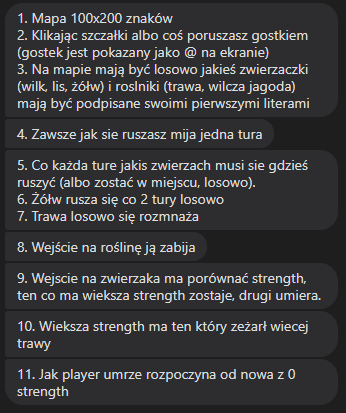 1. Mapa 100x200 znaków
2. Klikając szczałki albo coś poruszasz gostkiem
(gostek jest pokazany jako @ na ekranie)
3. Na mapie mają być losowo jakieś zwierzaczki
(wilk, lis, żółw) i roslniki (trawa, wilcza jagoda)
mają być podpisane swoimi pierwszymi literami
4. Zawsze jak sie ruszasz mija jedna tura
5. Co każda ture jakis zwierzach musi sie gdzieś
ruszyć (albo zostać w miejscu, losowo).
6. Żółw rusza się co 2 tury losowo
7. Trawa losowo się rozmnaża
8. Wejście na roślinę ją zabija
9. Wejscie na zwierzaka ma porównać strength,
ten co ma wieksza strength zostaje, drugi umiera.
10. Wieksza strength ma ten który zeżarł wiecej
trawy
11. Jak player umrze rozpoczyna od nowa z 0
strength